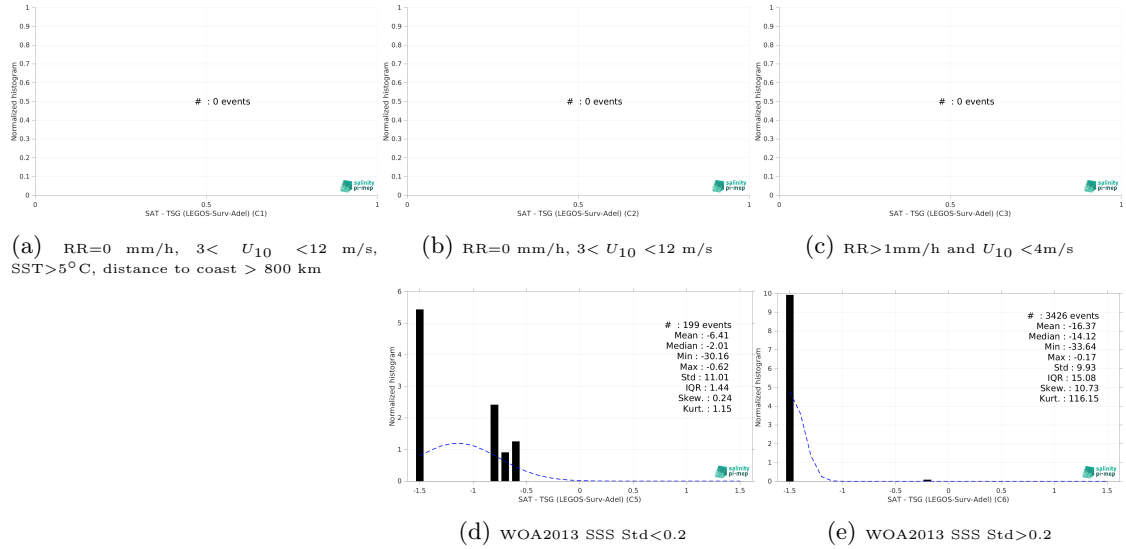 1
0.9
0.8
0.7
0.6
0.5
0.4
0.3
0.2
0.1
0
Normalized histogram
# : 0 events
salinity
pi-mep
0 0.5 1
SAT - TSG (LEGOS-Surv-Adel) (C1)
(a) RR=0 mm/h, 3< U10 <12 m/s,
SST>5°C, distance to coast > 800 km
1
0.9
0.8
0.7
0.6
0.5
0.4
0.3
0.2
0.1
0
Normalized histogram
# : 0 events
salinity
pi-mep
0 0.5 1
SAT - TSG (LEGOS-Surv-Adel) (C2)
(b) RR=0 mm/h, 3< U10 <12 m/s
1
0.9
0.8
0.7
0.6
0.5
0.4
0.3
0.2
0.1
0
Normalized histogram
# : 0 events
salinity
pi-mep
0 0.5 1
SAT - TSG (LEGOS-Surv-Adel) (C3)
(c) RR>1mm/h and U10 <4m/s
6
5
4
3
2
1
0
Normalized histogram
# : 199 events
Mean : -6.41
Median : -2.01
Min : -30.16
Max : -0.62
Std : 11.01
IQR : 1.44
Skew. : 0.24
Kurt. : 1.15
salinity
pi-mep
-1.5 -1 -0.5 0 0.5 1 1.5
SAT - TSG (LEGOS-Surv-Adel) (C5)
(d) WOA2013 SSS Std<0.2
10
9
8
7
6
5
4
3
2
1
0
Normalized histogram
# : 3426 events
Mean : -16.37
Median : -14.12
Min : -33.64
Max : -0.17
Std : 9.93
IQR : 15.08
Skew. : 10.73
Kurt. : 116.15
salinity
pi-mep
-1.5 -1 -0.5 0 0.5 1 1.5
SAT - TSG (LEGOS-Surv-Adel) (C6)
(e) WOA2013 SSS Std>0.2